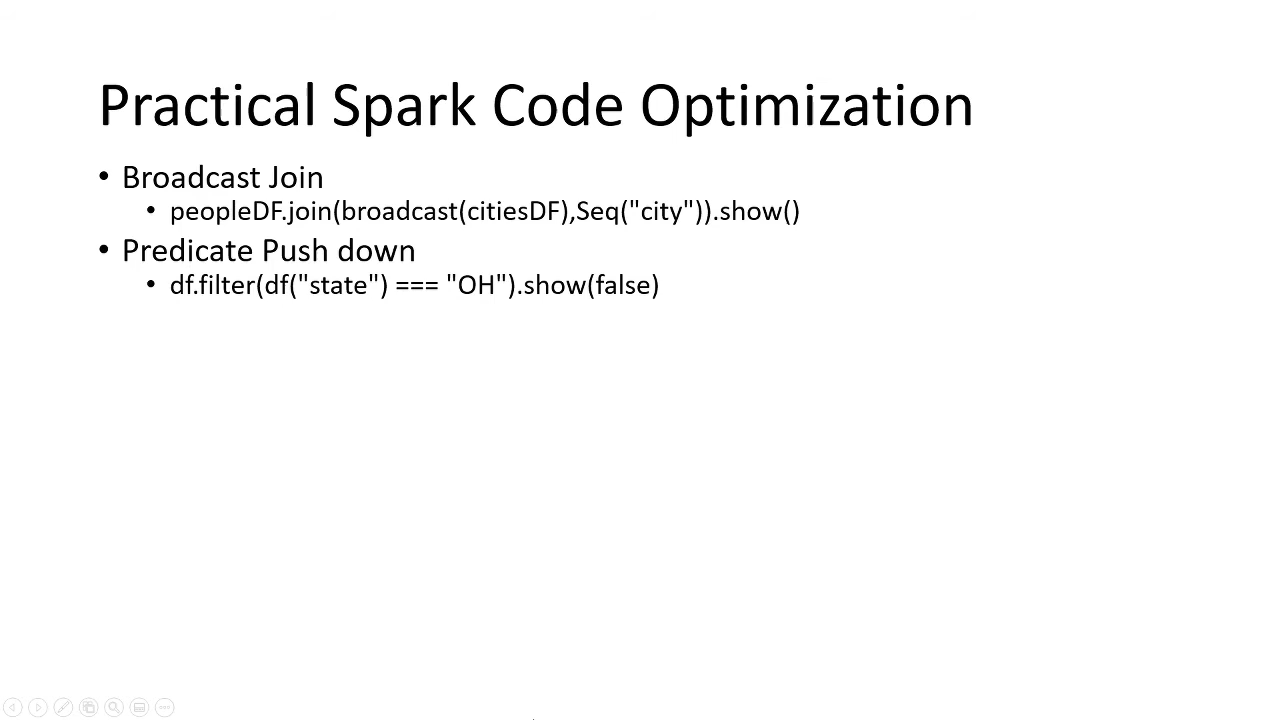 Practical Spark Code Optimization
• Broadcast Join
• peopleDF.join(broadcast(citiesDF),Seq("city")).show()
• Predicate Push down
• df.filter(df("state") === "OH").show(false)